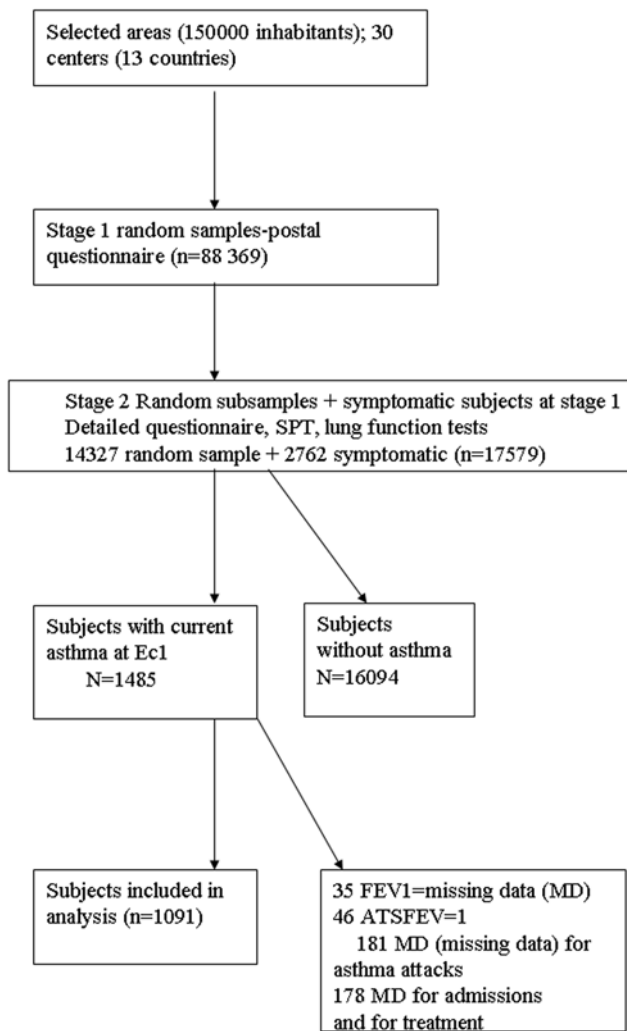 Selected areas (150000 inhabitants); 30
centers (13 countries)
Stage 1 random samples-postal
questionnaire (n=88 369)
Stage 2 Random subsamples + symptomatic subjects at stage 1
Detailed questionnaire, SPT, lung function tests
14327 random sample + 2762 symptomatic (n=17579)
Subjects with current
asthma at Ec1
N=1485
Subjects
without asthma
N=16094
Subjects included in
analysis (n=1091)
35 FEV1=missing data (MD)
46 ATSFEV=1
181 MD (missing data) for
asthma attacks
178 MD for admissions
and for treatment